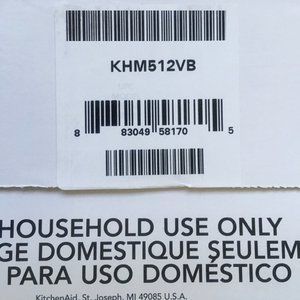 KHM512VB
8 83049 58170 5
HOUSEHOLD USE ONLY
GE DOMESTIQUE SEULEM
PARA USO DOMÉSTICO
KitchenAid, St. Joseph, MI 49085 U.S.A.